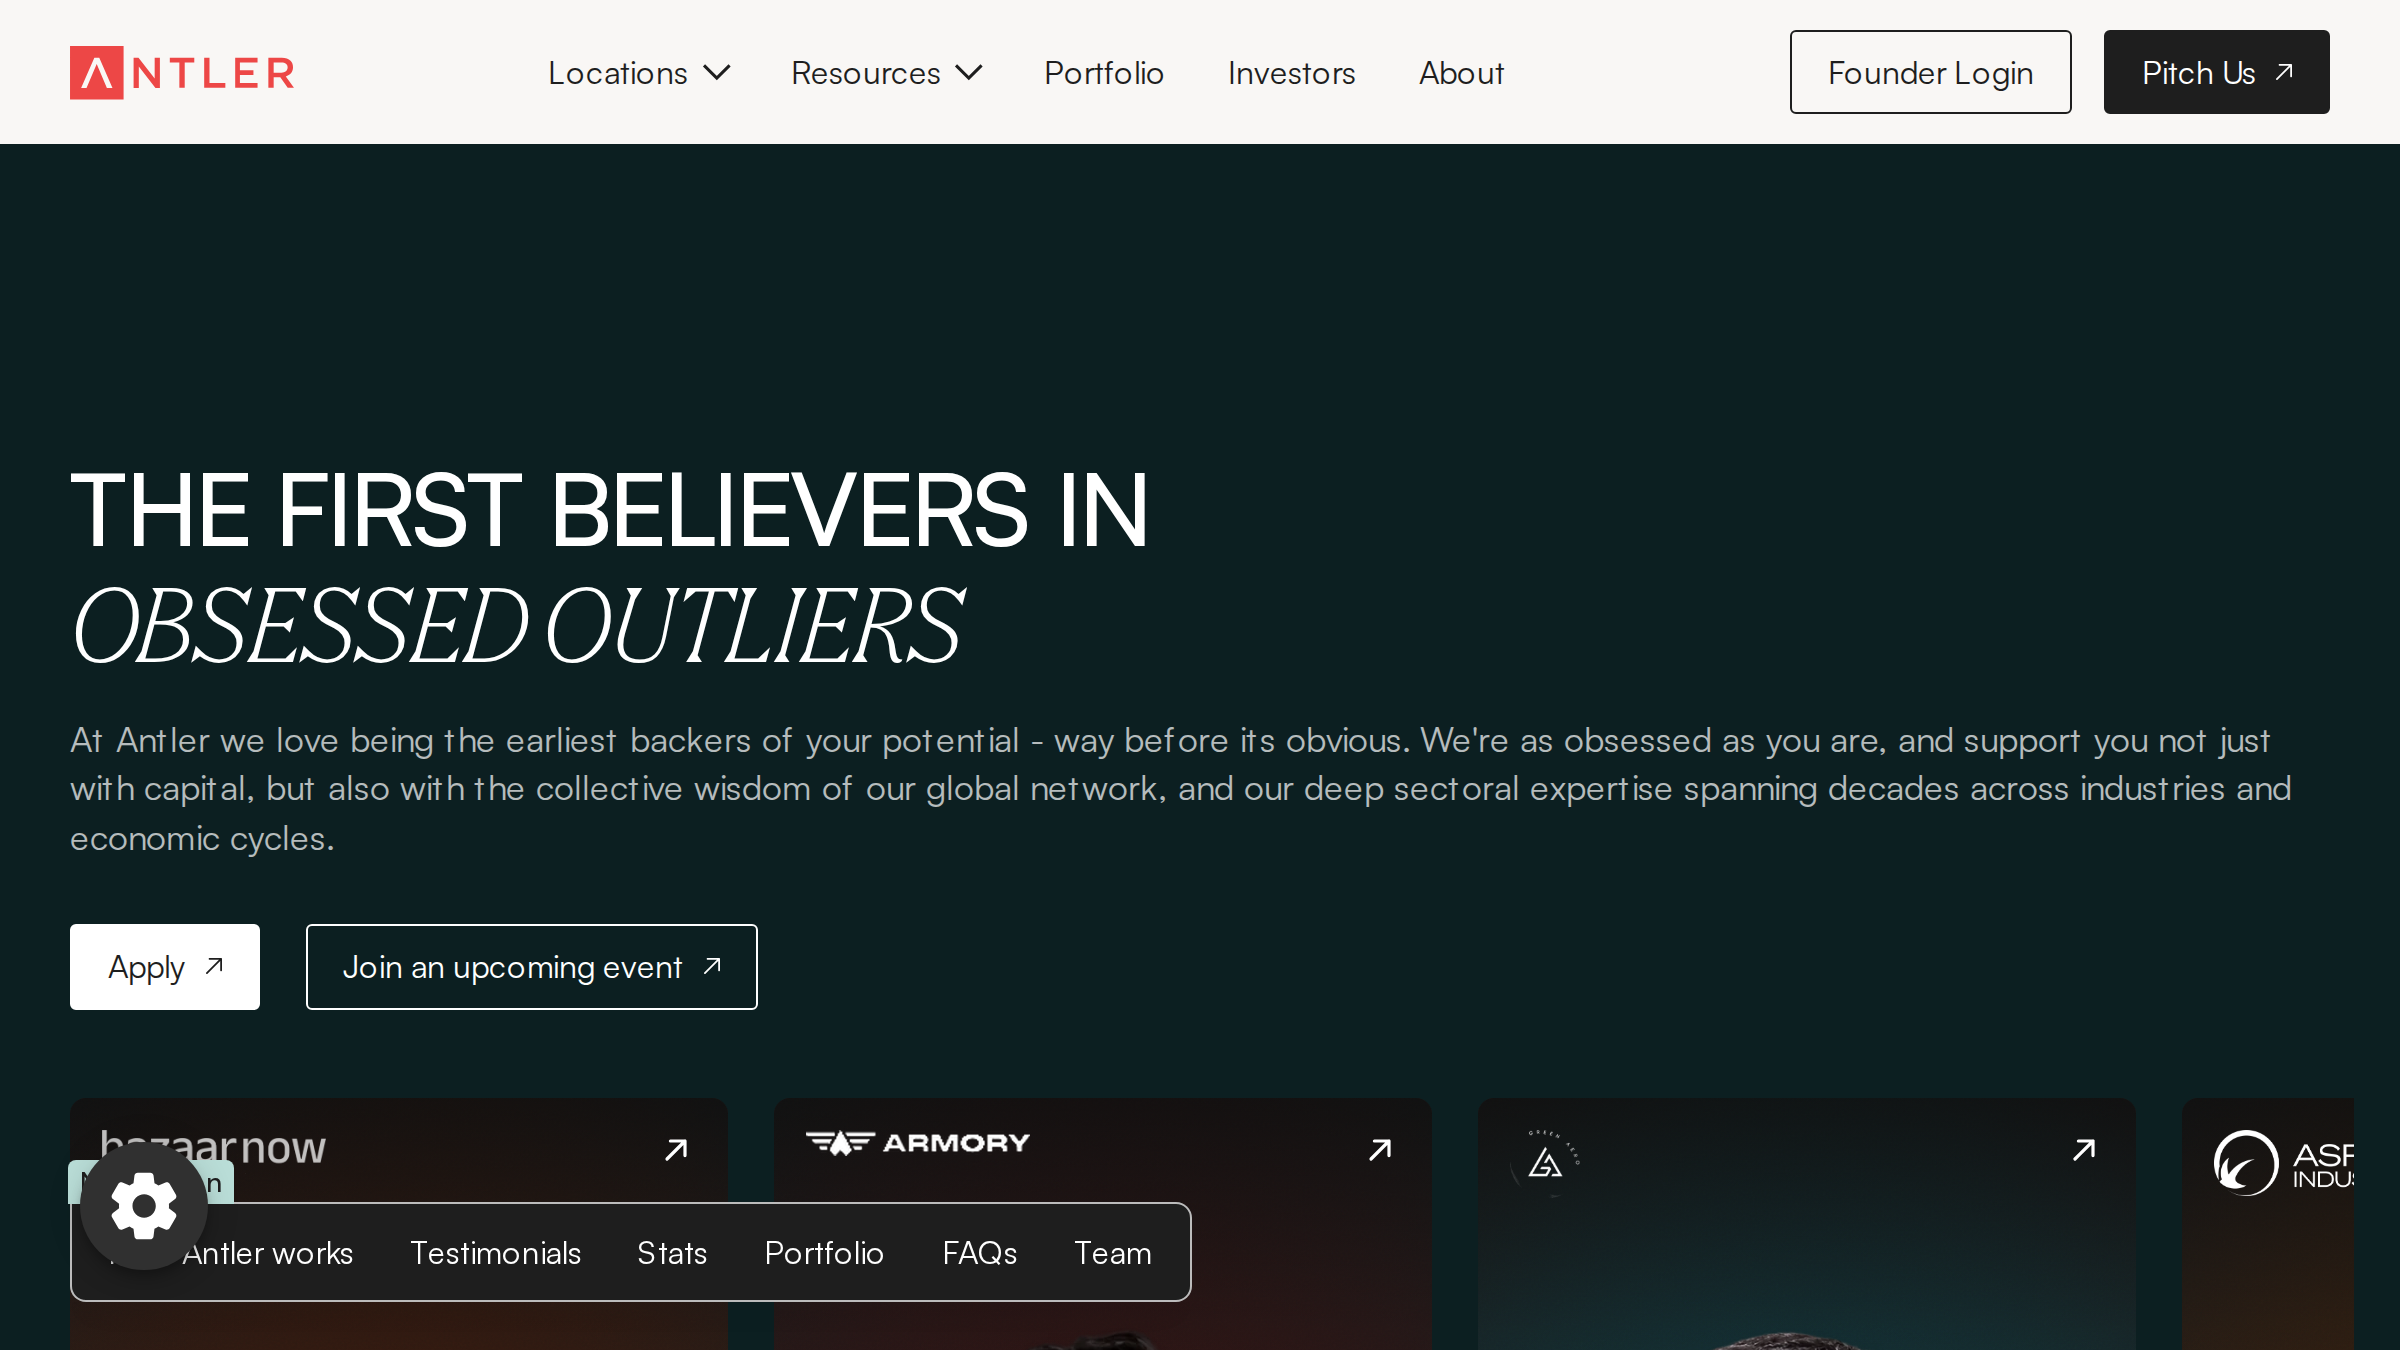 ANTLER
Locations
Resources
Portfolio
Investors
About
Founder Login
Pitch Us
THE FIRST BELIEVERS IN
OBSESSED OUTLIERS
At Antler we love being the earliest backers of your potential - way before its obvious. We're as obsessed as you are, and support you not just
with capital, but also with the collective wisdom of our global network, and our deep sectoral expertise spanning decades across industries and
economic cycles.
Apply
Join an upcoming event
bazaarnow
ARMORY
GREEN AERO
Antler works
Testimonials
Stats
Portfolio
FAQs
Team